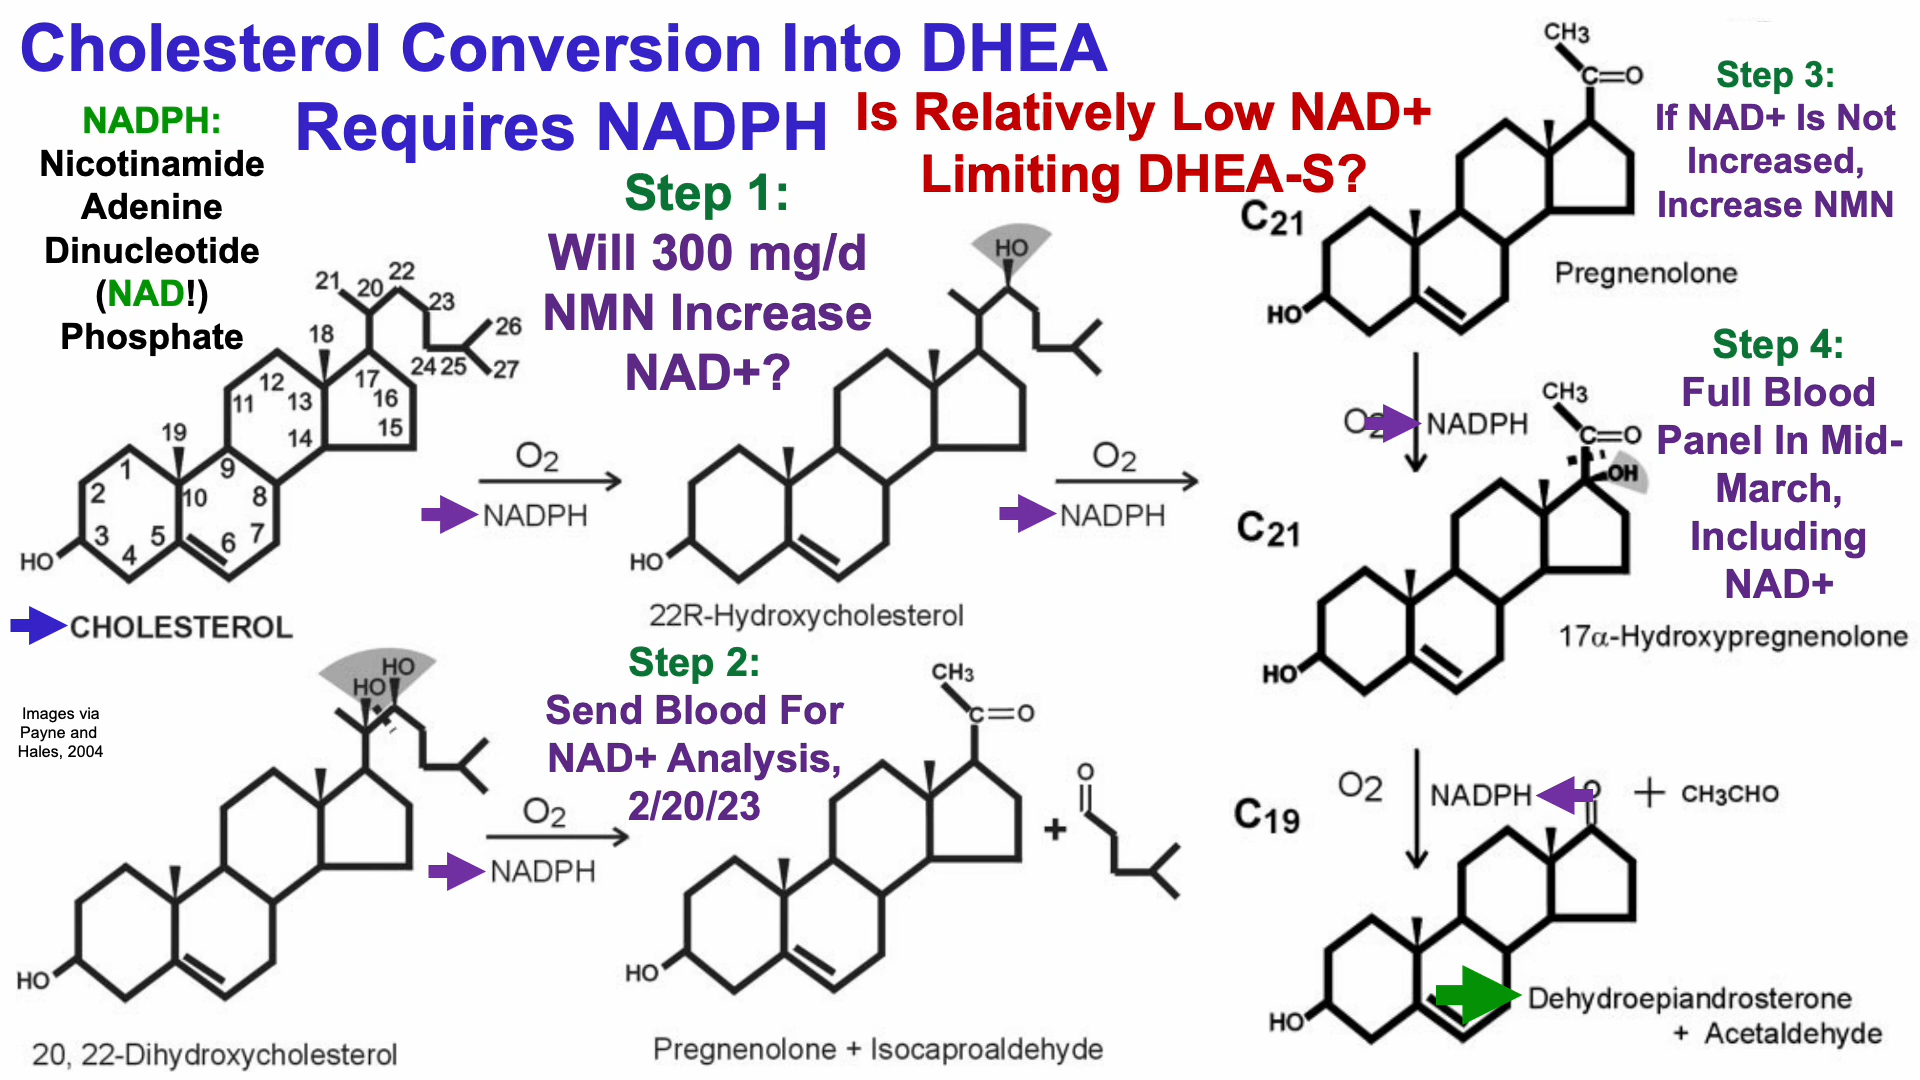 Cholesterol Conversion Into DHEA
Requires NADPH
Is Relatively Low NAD+
Limiting DHEA-S?
NADPH:
Nicotinamide
Adenine
Dinucleotide
(NAD!)
Phosphate
Step 1:
Will 300 mg/d
NMN Increase
NAD+?
21
20
22
23
18
26
24
25
27
12
17
11
13
16
19
14
15
1
9
2
10
8
3
5
6
7
4
HO
CHOLESTEROL
O2
NADPH
HO
HO
22R-Hydroxycholesterol
O2
NADPH
CH3
C=O
C21
HO
Pregnenolone
Step 3:
If NAD+ Is Not
Increased,
Increase NMN
O2
NADPH
Step 4:
Full Blood
Panel In Mid-
March,
Including
NAD+
CH3
C=O
OH
C21
HO
17α-Hydroxypregnenolone
Images via
Payne and
Hales, 2004
HO
HO
HO
20, 22-Dihydroxycholesterol
Step 2:
Send Blood For
NAD+ Analysis,
2/20/23
O2
NADPH
CH3
C=O
HO
+
O
Pregnenolone + Isocaproaldehyde
O2
NADPH
+ CH3CHO
C19
O
HO
Dehydroepiandrosterone
+ Acetaldehyde